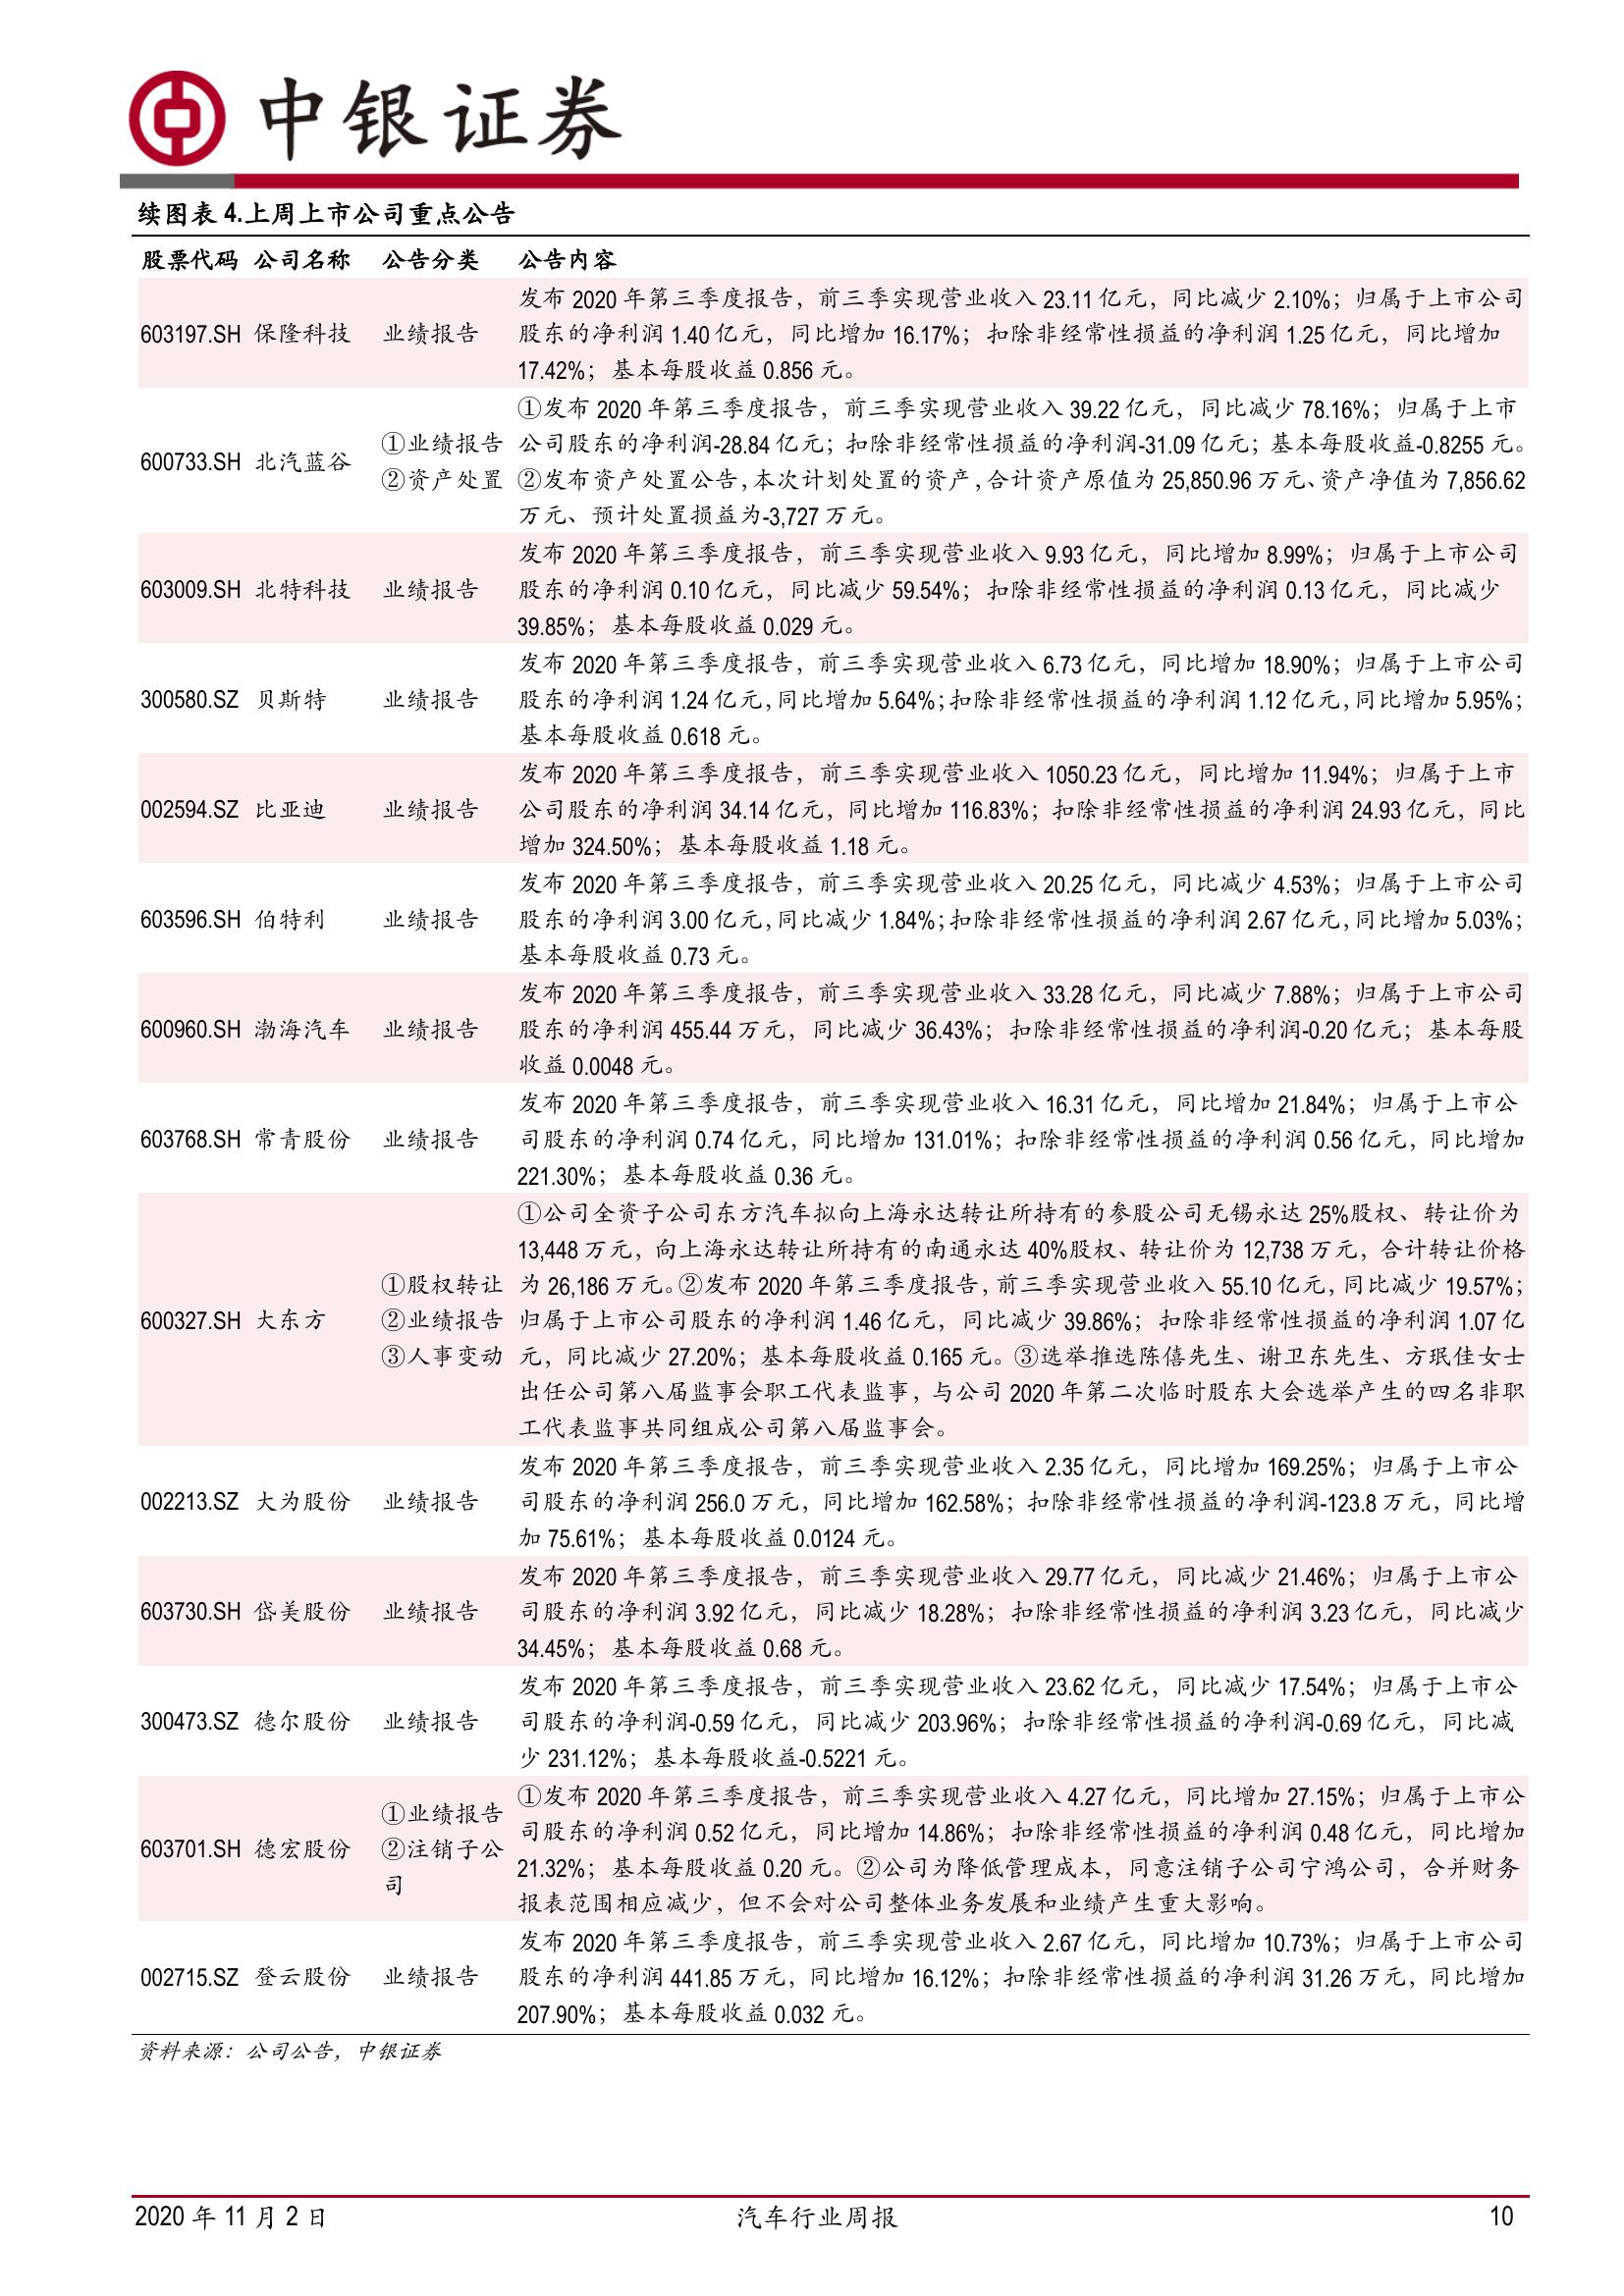 中银证券
续图表 4.上周上市公司重点公告
股票代码 公司名称 公告分类 公告内容
603197.SH 保隆科技 业绩报告
发布 2020 年第三季度报告，前三季实现营业收入 23.11 亿元，同比减少 2.10%；归属于上市公司
股东的净利润 1.40 亿元，同比增加 16.17%；扣除非经常性损益的净利润 1.25 亿元，同比增加
17.42%；基本每股收益 0.856 元。
600733.SH 北汽蓝谷
①业绩报告
②资产处置
①发布 2020 年第三季度报告，前三季实现营业收入 39.22 亿元，同比减少 78.16%；归属于上市
公司股东的净利润-28.84 亿元；扣除非经常性损益的净利润-31.09 亿元；基本每股收益-0.8255 元。
②发布资产处置公告，本次计划处置的资产，合计资产原值为 25,850.96 万元、资产净值为 7,856.62
万元、预计处置损益为-3,727 万元。
603009.SH 北特科技 业绩报告
发布 2020 年第三季度报告，前三季实现营业收入 9.93 亿元，同比增加 8.99%；归属于上市公司
股东的净利润 0.10 亿元，同比减少 59.54%；扣除非经常性损益的净利润 0.13 亿元，同比减少
39.85%；基本每股收益 0.029 元。
300580.SZ 贝斯特 业绩报告
发布 2020 年第三季度报告，前三季实现营业收入 6.73 亿元，同比增加 18.90%；归属于上市公司
股东的净利润 1.24 亿元，同比增加 5.64%；扣除非经常性损益的净利润 1.12 亿元，同比增加 5.95%；
基本每股收益 0.618 元。
002594.SZ 比亚迪 业绩报告
发布 2020 年第三季度报告，前三季实现营业收入 1050.23 亿元，同比增加 11.94%；归属于上市
公司股东的净利润 34.14 亿元，同比增加 116.83%；扣除非经常性损益的净利润 24.93 亿元，同比
增加 324.50%；基本每股收益 1.18 元。
603596.SH 伯特利 业绩报告
发布 2020 年第三季度报告，前三季实现营业收入 20.25 亿元，同比减少 4.53%；归属于上市公司
股东的净利润 3.00 亿元，同比减少 1.84%；扣除非经常性损益的净利润 2.67 亿元，同比增加 5.03%；
基本每股收益 0.73 元。
600960.SH 渤海汽车 业绩报告
发布 2020 年第三季度报告，前三季实现营业收入 33.28 亿元，同比减少 7.88%；归属于上市公司
股东的净利润 455.44 万元，同比减少 36.43%；扣除非经常性损益的净利润-0.20 亿元；基本每股
收益 0.0048 元。
603768.SH 常青股份 业绩报告
发布 2020 年第三季度报告，前三季实现营业收入 16.31 亿元，同比增加 21.84%；归属于上市公
司股东的净利润 0.74 亿元，同比增加 131.01%；扣除非经常性损益的净利润 0.56 亿元，同比增加
221.30%；基本每股收益 0.36 元。
600327.SH 大东方
①股权转让
②业绩报告
③人事变动
①公司全资子公司东方汽车拟向上海永达转让所持有的参股公司无锡永达 25%股权、转让价为
13,448 万元，向上海永达转让所持有的南通永达 40%股权、转让价为 12,738 万元，合计转让价格
为 26,186 万元。②发布 2020 年第三季度报告，前三季实现营业收入 55.10 亿元，同比减少 19.57%；
归属于上市公司股东的净利润 1.46 亿元，同比减少 39.86%；扣除非经常性损益的净利润 1.07 亿
元，同比减少 27.20%；基本每股收益 0.165 元。③选举推选陈僖先生、谢卫东先生、方珉佳女士
出任公司第八届监事会职工代表监事，与公司 2020 年第二次临时股东大会选举产生的四名非职
工代表监事共同组成公司第八届监事会。
002213.SZ 大为股份 业绩报告
发布 2020 年第三季度报告，前三季实现营业收入 2.35 亿元，同比增加 169.25%；归属于上市公
司股东的净利润 256.0 万元，同比增加 162.58%；扣除非经常性损益的净利润-123.8 万元，同比增
加 75.61%；基本每股收益 0.0124 元。
603730.SH 岱美股份 业绩报告
发布 2020 年第三季度报告，前三季实现营业收入 29.77 亿元，同比减少 21.46%；归属于上市公
司股东的净利润 3.92 亿元，同比减少 18.28%；扣除非经常性损益的净利润 3.23 亿元，同比减少
34.45%；基本每股收益 0.68 元。
300473.SZ 德尔股份 业绩报告
发布 2020 年第三季度报告，前三季实现营业收入 23.62 亿元，同比减少 17.54%；归属于上市公
司股东的净利润-0.59 亿元，同比减少 203.96%；扣除非经常性损益的净利润-0.69 亿元，同比减
少 231.12%；基本每股收益-0.5221 元。
603701.SH 德宏股份
①业绩报告
②注销子公
司
①发布 2020 年第三季度报告，前三季实现营业收入 4.27 亿元，同比增加 27.15%；归属于上市公
司股东的净利润 0.52 亿元，同比增加 14.86%；扣除非经常性损益的净利润 0.48 亿元，同比增加
21.32%；基本每股收益 0.20 元。②公司为降低管理成本，同意注销子公司宁鸿公司，合并财务
报表范围相应减少，但不会对公司整体业务发展和业绩产生重大影响。
002715.SZ 登云股份 业绩报告
发布 2020 年第三季度报告，前三季实现营业收入 2.67 亿元，同比增加 10.73%；归属于上市公司
股东的净利润 441.85 万元，同比增加 16.12%；扣除非经常性损益的净利润 31.26 万元，同比增加
207.90%；基本每股收益 0.032 元。
资料来源：公司公告，中银证券
2020 年 11 月 2 日 汽车行业周报 10